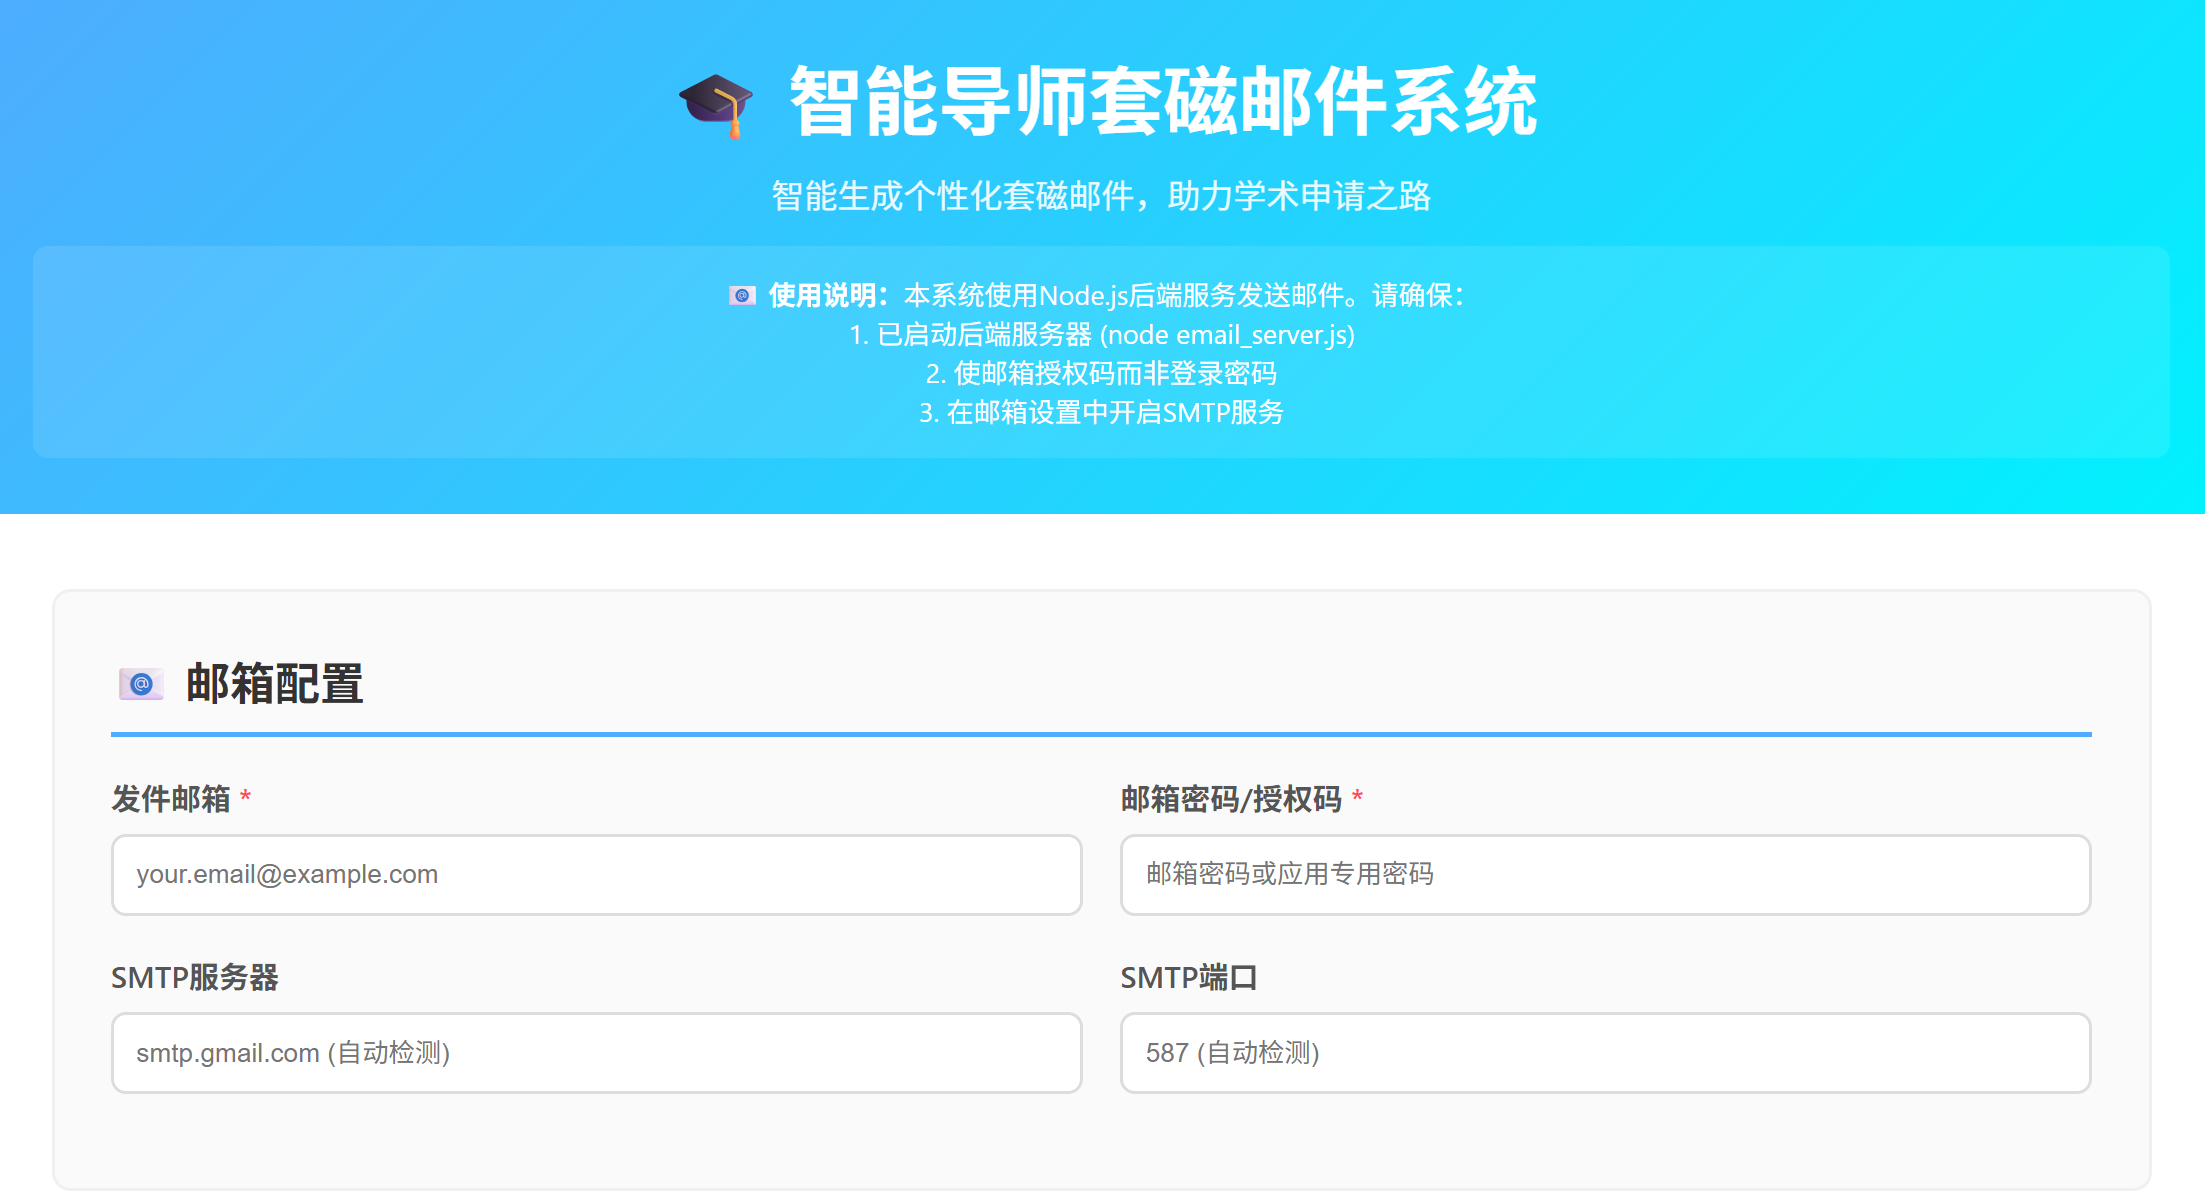 智能导师套磁邮件系统
智能生成个性化套磁邮件，助力学术申请之路
使用说明：本系统使用Node.js后端服务发送邮件。请确保：
1. 已启动后端服务器 (node email_server.js)
2. 使邮箱授权码而非登录密码
3. 在邮箱设置中开启SMTP服务
邮箱配置
发件邮箱 *
邮箱密码/授权码 *
your.email@example.com
邮箱密码或应用专用密码
SMTP服务器
SMTP端口
smtp.gmail.com (自动检测)
587 (自动检测)